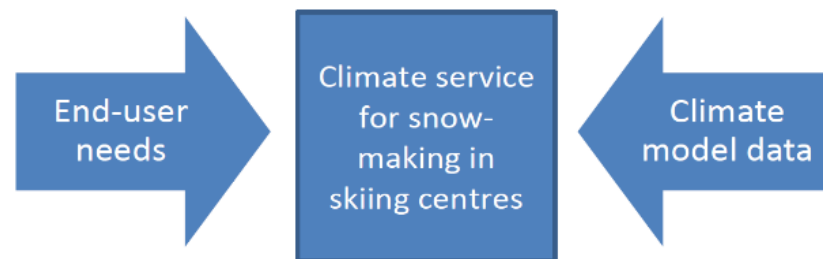 End-user
needs
Climate service
for snow-
making in
skiing centres
Climate
model data